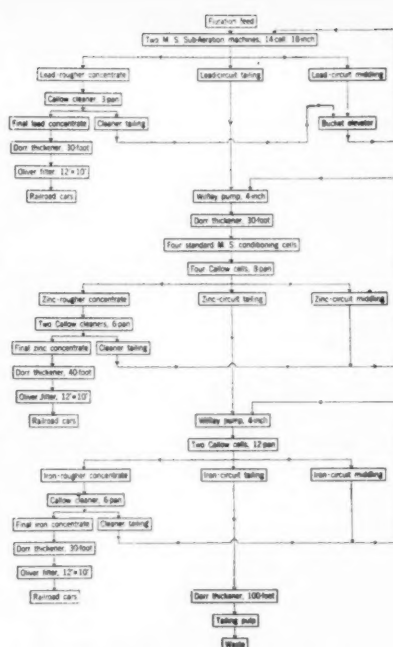 Flotation feed
Two M. S. Sub-Aeration machines, 14-cell, 18-inch
Lead-rougher concentrate
Lead-circuit tailing
Lead-circuit middling
Callow cleaner 3-pan
Final lead concentrate
Cleaner tailing
Bucket elevator
Dorr thickener, 30-foot
Oliver filter, 12'×10'
Railroad cars
Wilfley pump, 4-inch
Dorr thickener, 30-foot
Four standard M. S. conditioning cells
Four Callow cells, 9 pan
Zinc-rougher concentrate
Zinc-circuit tailing
Zinc-circuit middling
Two Callow cleaners, 6-pan
Final zinc concentrate
Cleaner tailing
Dorr thickener, 40-foot
Oliver filter, 12'×10'
Railroad cars
Wilfley pump, 4-inch
Two Callow cells, 12 pan
Iron-rougher concentrate
Iron-circuit tailing
Iron-circuit middling
Callow cleaner, 6-pan
Final iron concentrate
Cleaner tailing
Dorr thickener, 30-foot
Oliver filter, 12'×10'
Railroad cars
Dorr thickener, 100-foot
Tailing pulp
Waste